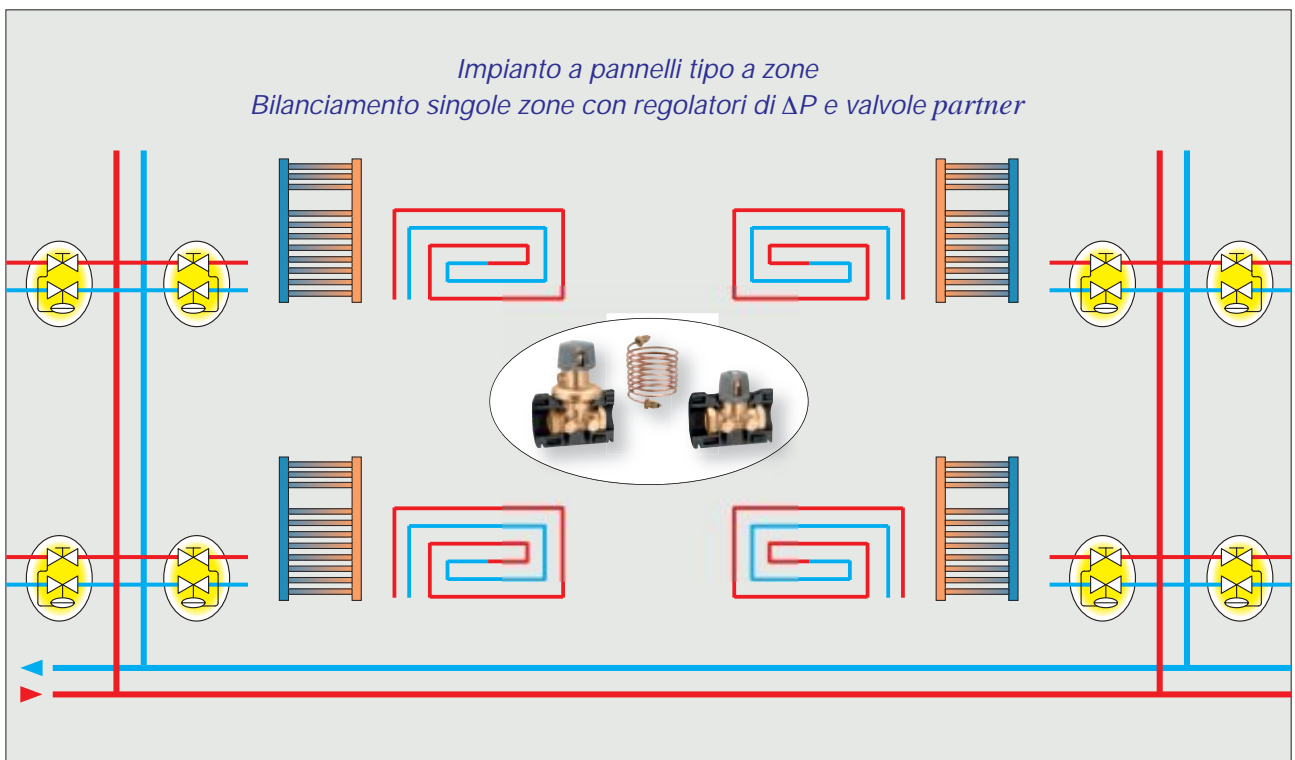 Impianto a pannelli tipo a zone
Bilanciamento singole zone con regolatori di ΔP e valvole partner